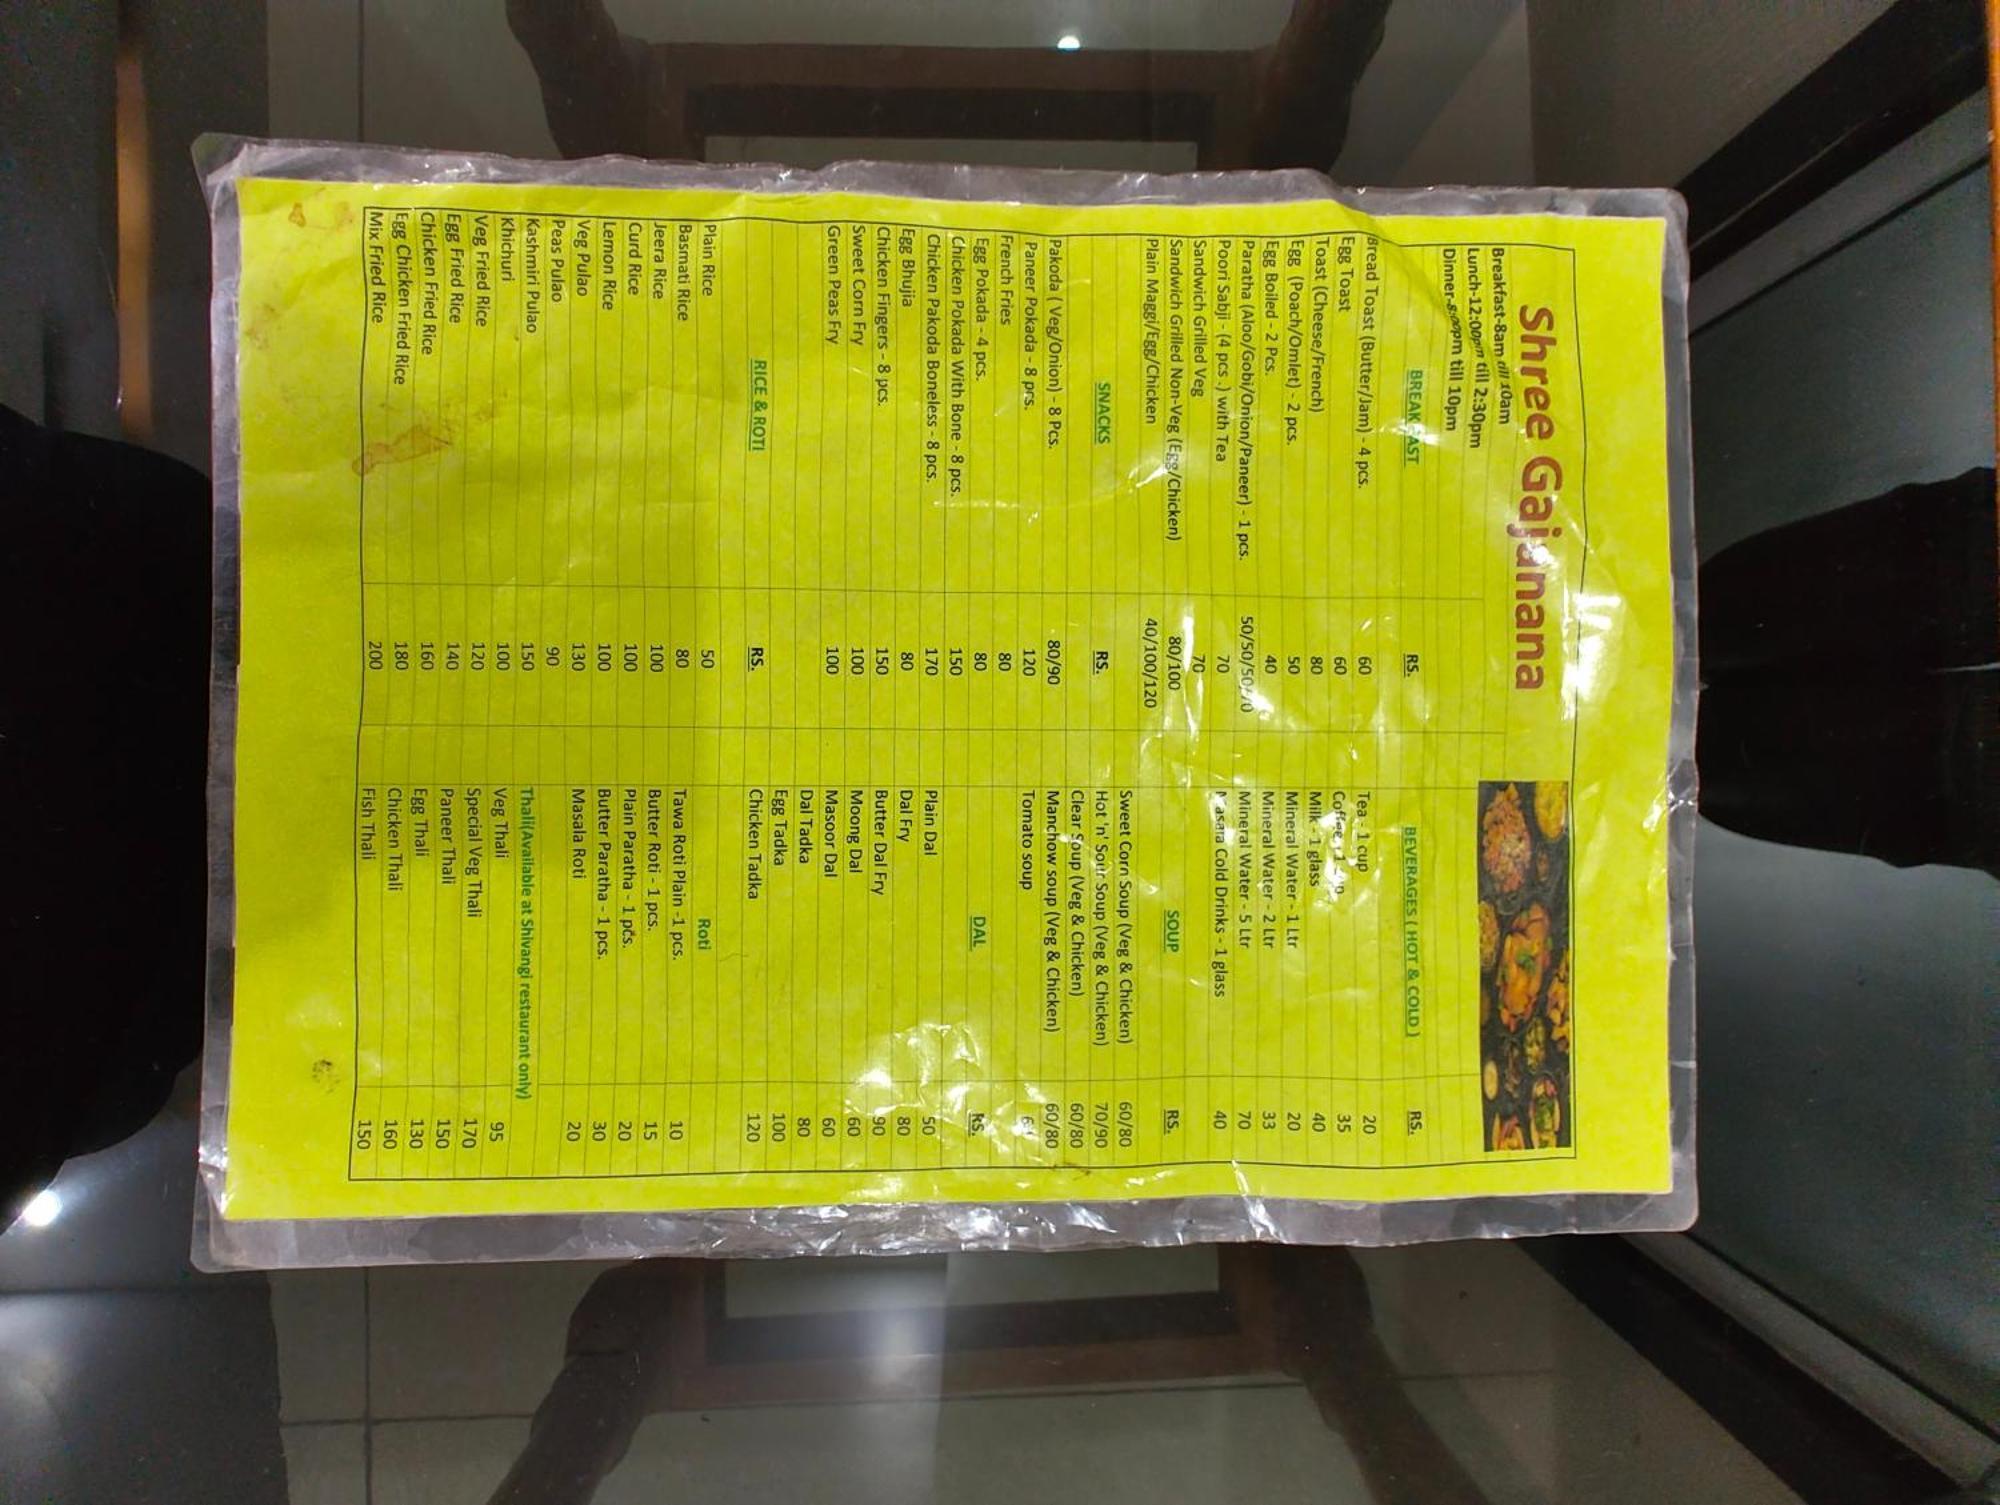 Shree Gajanana
Breakfast-8am till 10am
Lunch-12:00pm till 2:30pm
Dinner-8:00pm till 10pm
BREAKFAST RS.
Bread Toast (Butter/Jam) - 4 pcs. 60
Egg Toast 60
Toast (Cheese/French) 80
Egg (Poach/Omlet) - 2 pcs. 50
Egg Boiled - 2 Pcs. 40
Paratha (Aloo/Gobi/Onion/Paneer) - 1 pcs. 50/50/50/70
Poori Sabji - (4 pcs .) with Tea 70
Sandwich Grilled Veg 70
Sandwich Grilled Non-Veg (Egg/Chicken) 80/100
Plain Maggi/Egg/Chicken 40/100/120
SNACKS RS.
Pakoda ( Veg/Onion) - 8 Pcs. 80/90
Paneer Pokada - 8 pcs. 120
French Fries 80
Egg Pokada - 4 pcs. 80
Chicken Pokada With Bone - 8 pcs. 150
Chicken Pakoda Boneless - 8 pcs. 170
Egg Bhujia 80
Chicken Fingers - 8 pcs. 150
Sweet Corn Fry 100
Green Peas Fry 100
RICE & ROTI RS.
Plain Rice 50
Basmati Rice 80
Jeera Rice 100
Curd Rice 100
Lemon Rice 100
Veg Pulao 130
Peas Pulao 90
Kashmiri Pulao 150
Khichuri 100
Veg Fried Rice 120
Egg Fried Rice 140
Chicken Fried Rice 160
Egg Chicken Fried Rice 180
Mix Fried Rice 200
BEVERAGES ( HOT & COLD ) RS.
Tea - 1 cup 20
Coffee - 1 cup 35
Milk - 1 glass 40
Mineral Water - 1 Ltr 20
Mineral Water - 2 Ltr 33
Mineral Water - 5 Ltr 70
Masala Cold Drinks - 1 glass 40
SOUP RS.
Sweet Corn Soup (Veg & Chicken) 60/80
Hot 'n' Sour Soup (Veg & Chicken) 70/90
Clear Soup (Veg & Chicken) 60/80
Manchow soup (Veg & Chicken) 60/80
Tomato soup
DAL RS.
Plain Dal 50
Dal Fry 80
Butter Dal Fry 90
Moong Dal 60
Masoor Dal 60
Dal Tadka 80
Egg Tadka 100
Chicken Tadka 120
Roti
Tawa Roti Plain -1 pcs. 10
Butter Roti - 1 pcs. 15
Plain Paratha - 1 pcs. 20
Butter Paratha - 1 pcs. 30
Masala Roti 20
Thali(Available at Shivangi restaurant only)
Veg Thali 95
Special Veg Thali 170
Paneer Thali 150
Egg Thali 130
Chicken Thali 160
Fish Thali 150